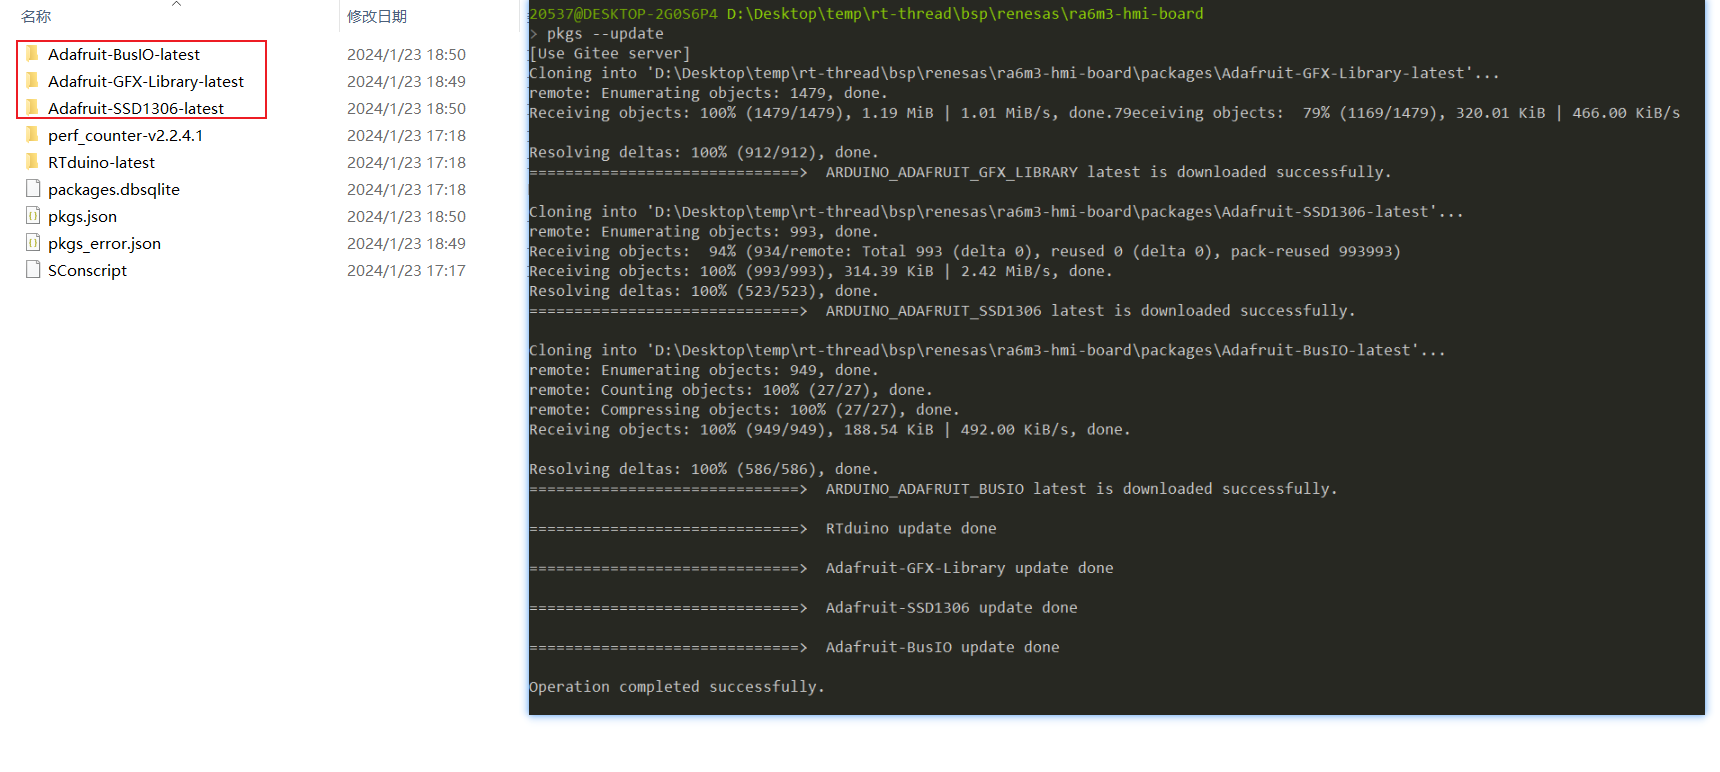 名称 修改日期
Adafruit-BusIO-latest 2024/1/23 18:50
Adafruit-GFX-Library-latest 2024/1/23 18:49
Adafruit-SSD1306-latest 2024/1/23 18:50
perf_counter-v2.2.4.1 2024/1/23 17:18
RTduino-latest 2024/1/23 17:18
packages.dbsqlite 2024/1/23 17:18
pkgs.json 2024/1/23 18:50
pkgs_error.json 2024/1/23 18:49
SConscript 2024/1/23 17:17
20537@DESKTOP-2G0S6P4 D:\Desktop\temp\rt-thread\bsp\renesas\ra6m3-hmi-board
> pkgs --update
[Use Gitee server]
Cloning into 'D:\Desktop\temp\rt-thread\bsp\renesas\ra6m3-hmi-board\packages\Adafruit-GFX-Library-latest'...
remote: Enumerating objects: 1479, done.
Receiving objects: 100% (1479/1479), 1.19 MiB | 1.01 MiB/s, done.79eceiving objects:  79% (1169/1479), 320.01 KiB | 466.00 KiB/s
Resolving deltas: 100% (912/912), done.
==============================>  ARDUINO_ADAFRUIT_GFX_LIBRARY latest is downloaded successfully.
Cloning into 'D:\Desktop\temp\rt-thread\bsp\renesas\ra6m3-hmi-board\packages\Adafruit-SSD1306-latest'...
remote: Enumerating objects: 993, done.
Receiving objects:  94% (934/remote: Total 993 (delta 0), reused 0 (delta 0), pack-reused 993993)
Receiving objects: 100% (993/993), 314.39 KiB | 2.42 MiB/s, done.
Resolving deltas: 100% (523/523), done.
==============================>  ARDUINO_ADAFRUIT_SSD1306 latest is downloaded successfully.
Cloning into 'D:\Desktop\temp\rt-thread\bsp\renesas\ra6m3-hmi-board\packages\Adafruit-BusIO-latest'...
remote: Enumerating objects: 949, done.
remote: Counting objects: 100% (27/27), done.
remote: Compressing objects: 100% (27/27), done.
Receiving objects: 100% (949/949), 188.54 KiB | 492.00 KiB/s, done.
Resolving deltas: 100% (586/586), done.
==============================>  ARDUINO_ADAFRUIT_BUSIO latest is downloaded successfully.
==============================>  RTduino update done
==============================>  Adafruit-GFX-Library update done
==============================>  Adafruit-SSD1306 update done
==============================>  Adafruit-BusIO update done
Operation completed successfully.